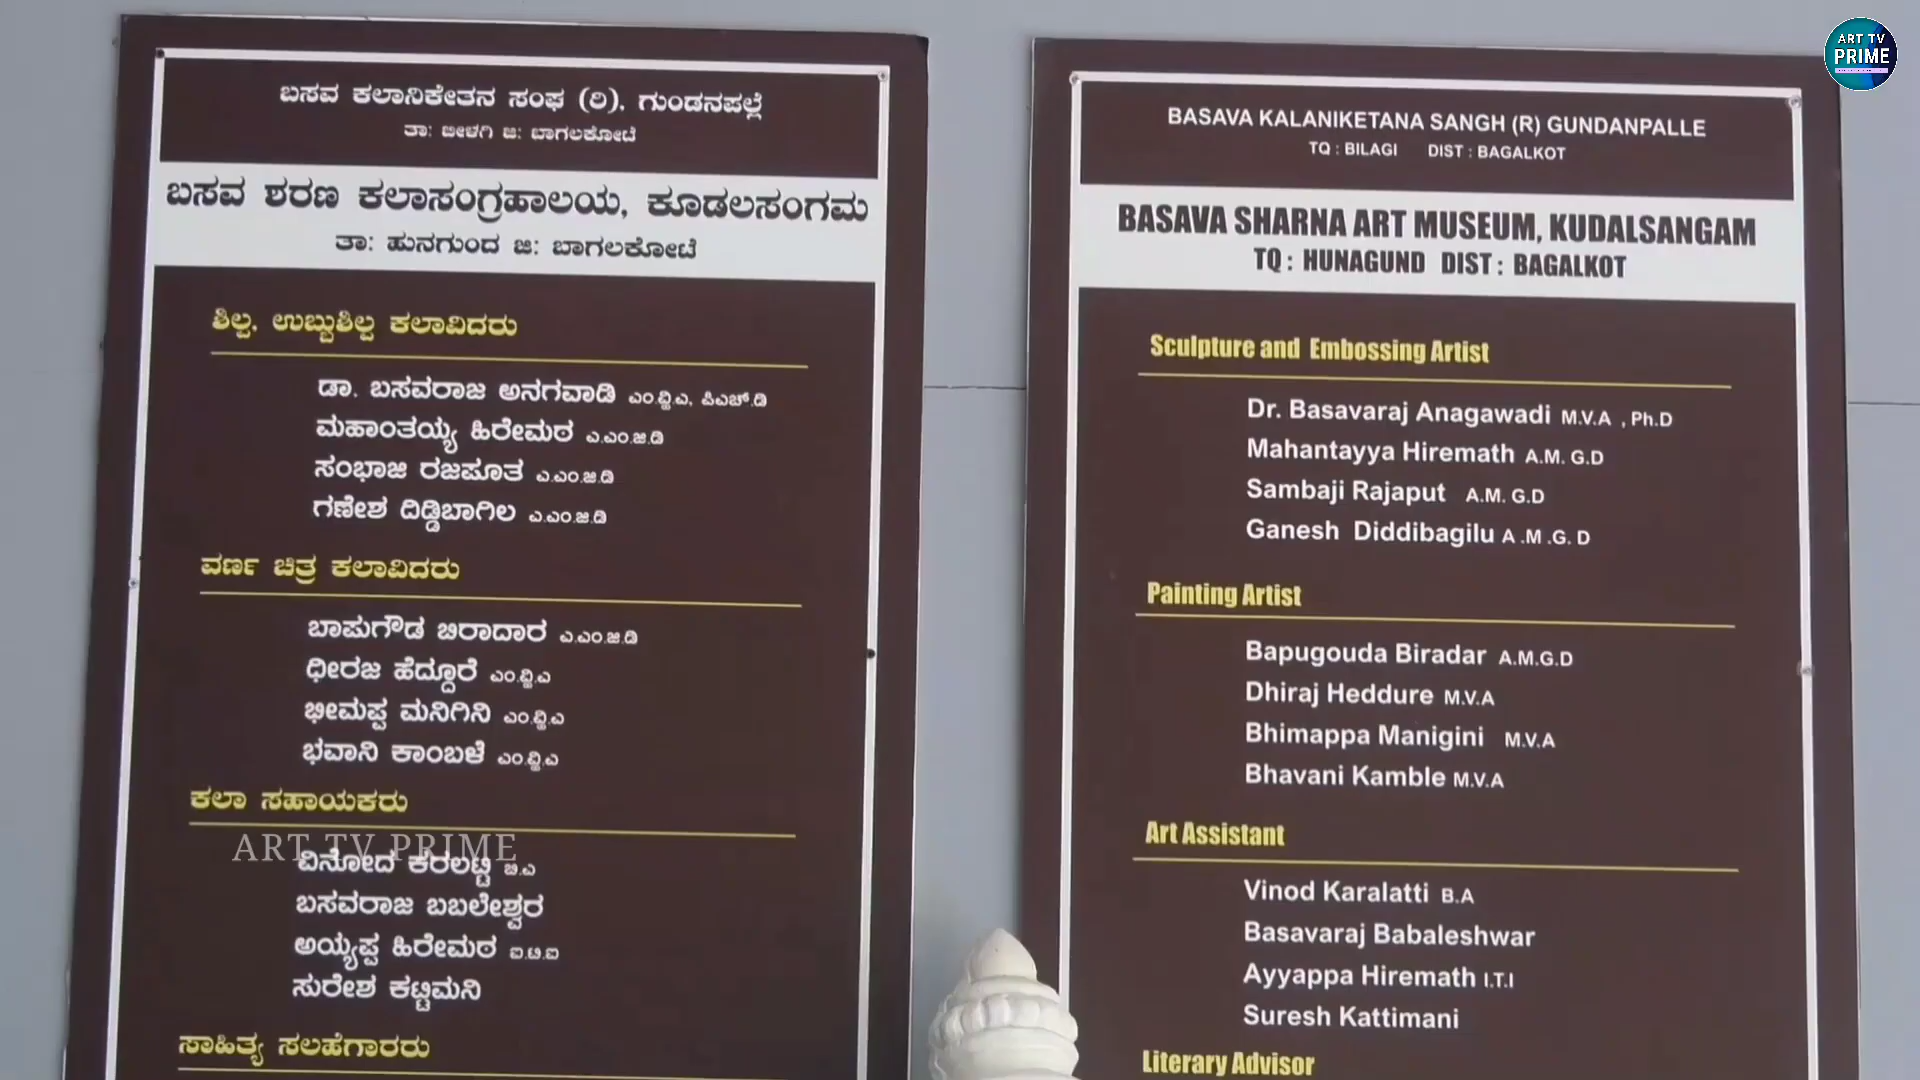 ಬಸವ ಕಲಾನಿಕೇತನ ಸಂಘ (ರಿ). ಗುಂಡನಪಲ್ಲೆ
ತಾ: ಬೀಳಗಿ ಜಿ: ಬಾಗಲಕೋಟೆ
ಬಸವ ಶರಣ ಕಲಾಸಂಗ್ರಹಾಲಯ, ಕೂಡಲಸಂಗಮ
ತಾ: ಹುನಗುಂದ ಜಿ: ಬಾಗಲಕೋಟೆ
ಶಿಲ್ಪ, ಉಬ್ಬುಶಿಲ್ಪ ಕಲಾವಿದರು
ಡಾ. ಬಸವರಾಜ ಅನಗವಾಡಿ ಎಂ.ವ್ಹಿ.ಎ, ಪಿಎಚ್.ಡಿ
ಮಹಾಂತಯ್ಯ ಹಿರೇಮಠ ಎ.ಎಂ.ಜಿ.ಡಿ
ಸಂಭಾಜಿ ರಜಪೂತ ಎ.ಎಂ.ಜಿ.ಡಿ
ಗಣೇಶ ದಿಡ್ಡಿಬಾಗಿಲ ಎ.ಎಂ.ಜಿ.ಡಿ
ವರ್ಣ ಚಿತ್ರ ಕಲಾವಿದರು
ಬಾಪುಗೌಡ ಬಿರಾದಾರ ಎ.ಎಂ.ಜಿ.ಡಿ
ಧೀರಜ ಹೆದ್ದೂರೆ ಎಂ.ವ್ಹಿ.ಎ
ಭೀಮಪ್ಪ ಮನಿಗಿನಿ ಎಂ.ವ್ಹಿ.ಎ
ಭವಾನಿ ಕಾಂಬಳೆ ಎಂ.ವ್ಹಿ.ಎ
ಕಲಾ ಸಹಾಯಕರು
ART TV PRIME
ವಿನೋದ ಕರಲಟ್ಟಿ ಬಿ.ಎ
ಬಸವರಾಜ ಬಬಲೇಶ್ವರ
ಅಯ್ಯಪ್ಪ ಹಿರೇಮಠ ಐ.ಟಿ.ಐ
ಸುರೇಶ ಕಟ್ಟಿಮನಿ
ಸಾಹಿತ್ಯ ಸಲಹೆಗಾರರು
BASAVA KALANIKETANA SANGH (R) GUNDANPALLE
TQ : BILAGI DIST : BAGALKOT
BASAVA SHARNA ART MUSEUM, KUDALSANGAM
TQ : HUNAGUND DIST : BAGALKOT
Sculpture and Embossing Artist
Dr. Basavaraj Anagawadi M.V.A , Ph.D
Mahantayya Hiremath A.M. G.D
Sambaji Rajaput A.M. G.D
Ganesh Diddibagilu A .M .G. D
Painting Artist
Bapugouda Biradar A.M.G.D
Dhiraj Heddure M.V.A
Bhimappa Manigini M.V.A
Bhavani Kamble M.V.A
Art Assistant
Vinod Karalatti B.A
Basavaraj Babaleshwar
Ayyappa Hiremath I.T.I
Suresh Kattimani
Literary Advisor
ART TV
PRIME